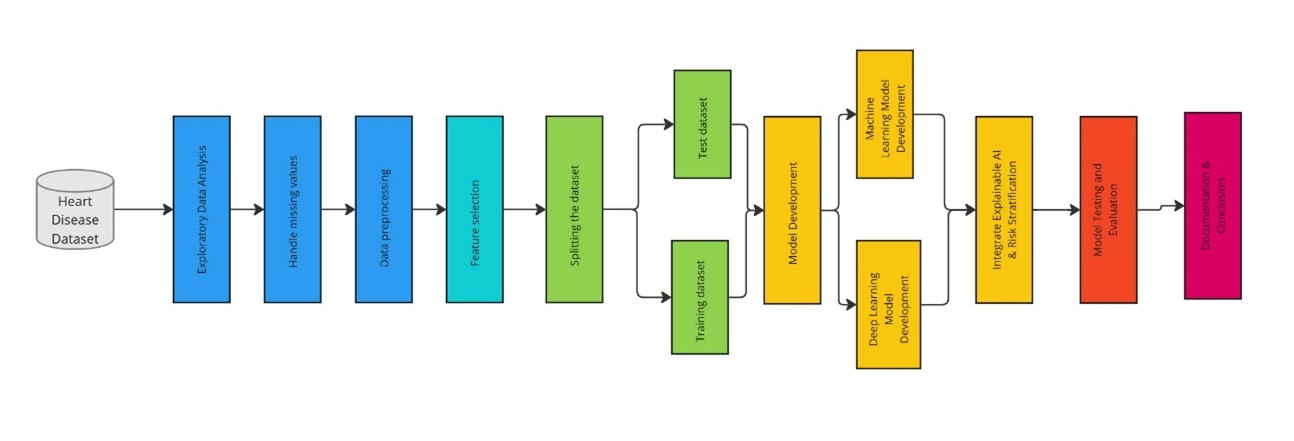 Heart
Disease
Dataset
Exploratory Data Analysis
Handle missing values
Data preprocessing
Feature selection
Splitting the dataset
Test dataset
Training dataset
Model Development
Machine
Learning Model
Development
Deep Learning
Model
Development
Integrate Explainable AI
& Risk Stratification
Model Testing and
Evaluation
Documentation &
Conclusion